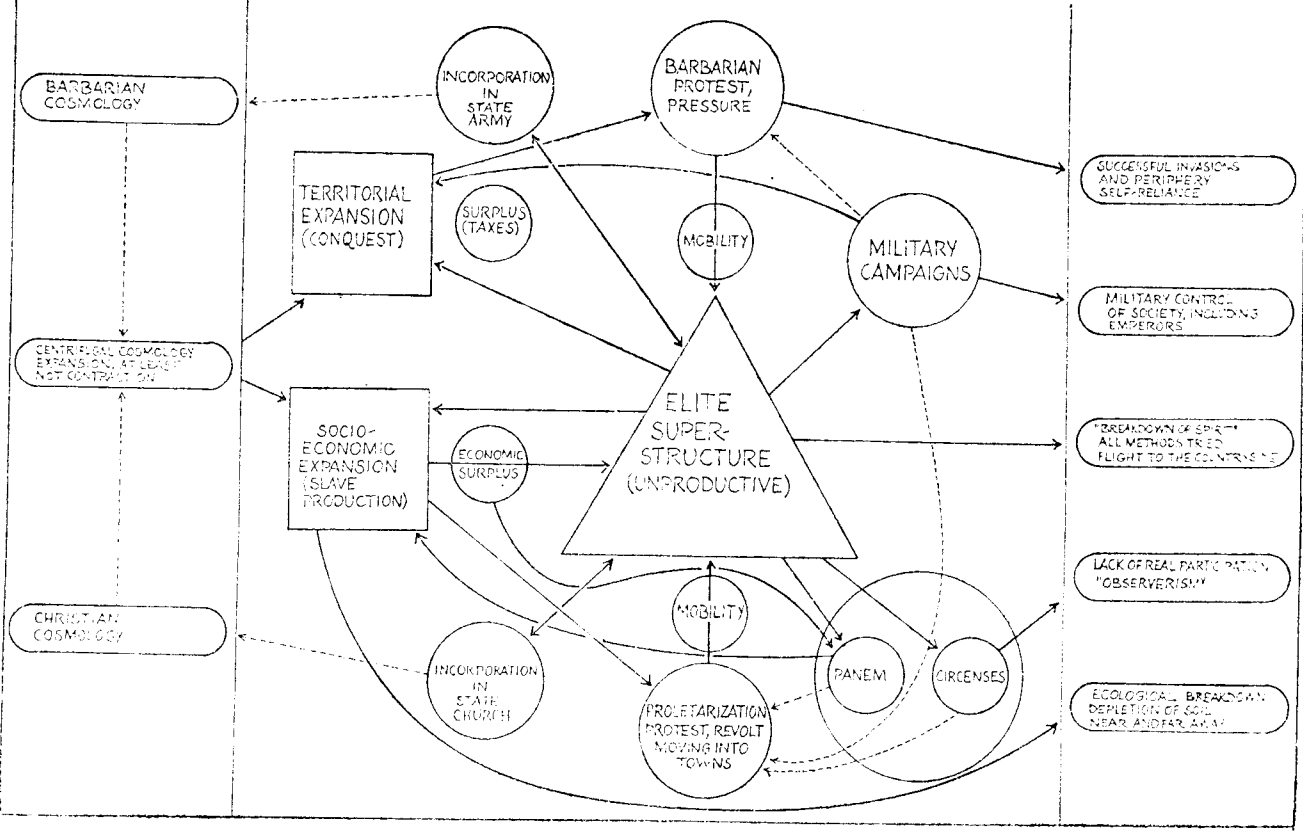 BARBARIAN
COSMOLOGY
CENTRIFUGAL COSMOLOGY
EXPANSION, AT LEAST
NOT CONTRACTION
CHRISTIAN
COSMOLOGY
INCORPORATION
IN
STATE
ARMY
BARBARIAN
PROTEST,
PRESSURE
TERRITORIAL
EXPANSION
(CONQUEST)
SURPLUS
(TAXES)
MOBILITY
MILITARY
CAMPAIGNS
SOCIO-
ECONOMIC
EXPANSION
(SLAVE
PRODUCTION)
ECONOMIC
SURPLUS
ELITE
SUPER-
STRUCTURE
(UNPRODUCTIVE)
INCORPORATION
IN
STATE
CHURCH
MOBILITY
PROLETARIZATION
PROTEST, REVOLT
MOVING INTO
TOWNS
PANEM
CIRCENSES
SUCCESSFUL INVASIONS
AND PERIPHERY
SELF-RELIANCE
MILITARY CONTROL
OF SOCIETY, INCLUDING
EMPERORS
"BREAKDOWN OF SPIRIT"
ALL METHODS TRIED
FLIGHT TO THE COUNTRYSIDE
LACK OF REAL PARTICIPATION
"OBSERVERISM"
ECOLOGICAL BREAKDOWN
DEPLETION OF SOIL
NEAR AND FAR AWAY